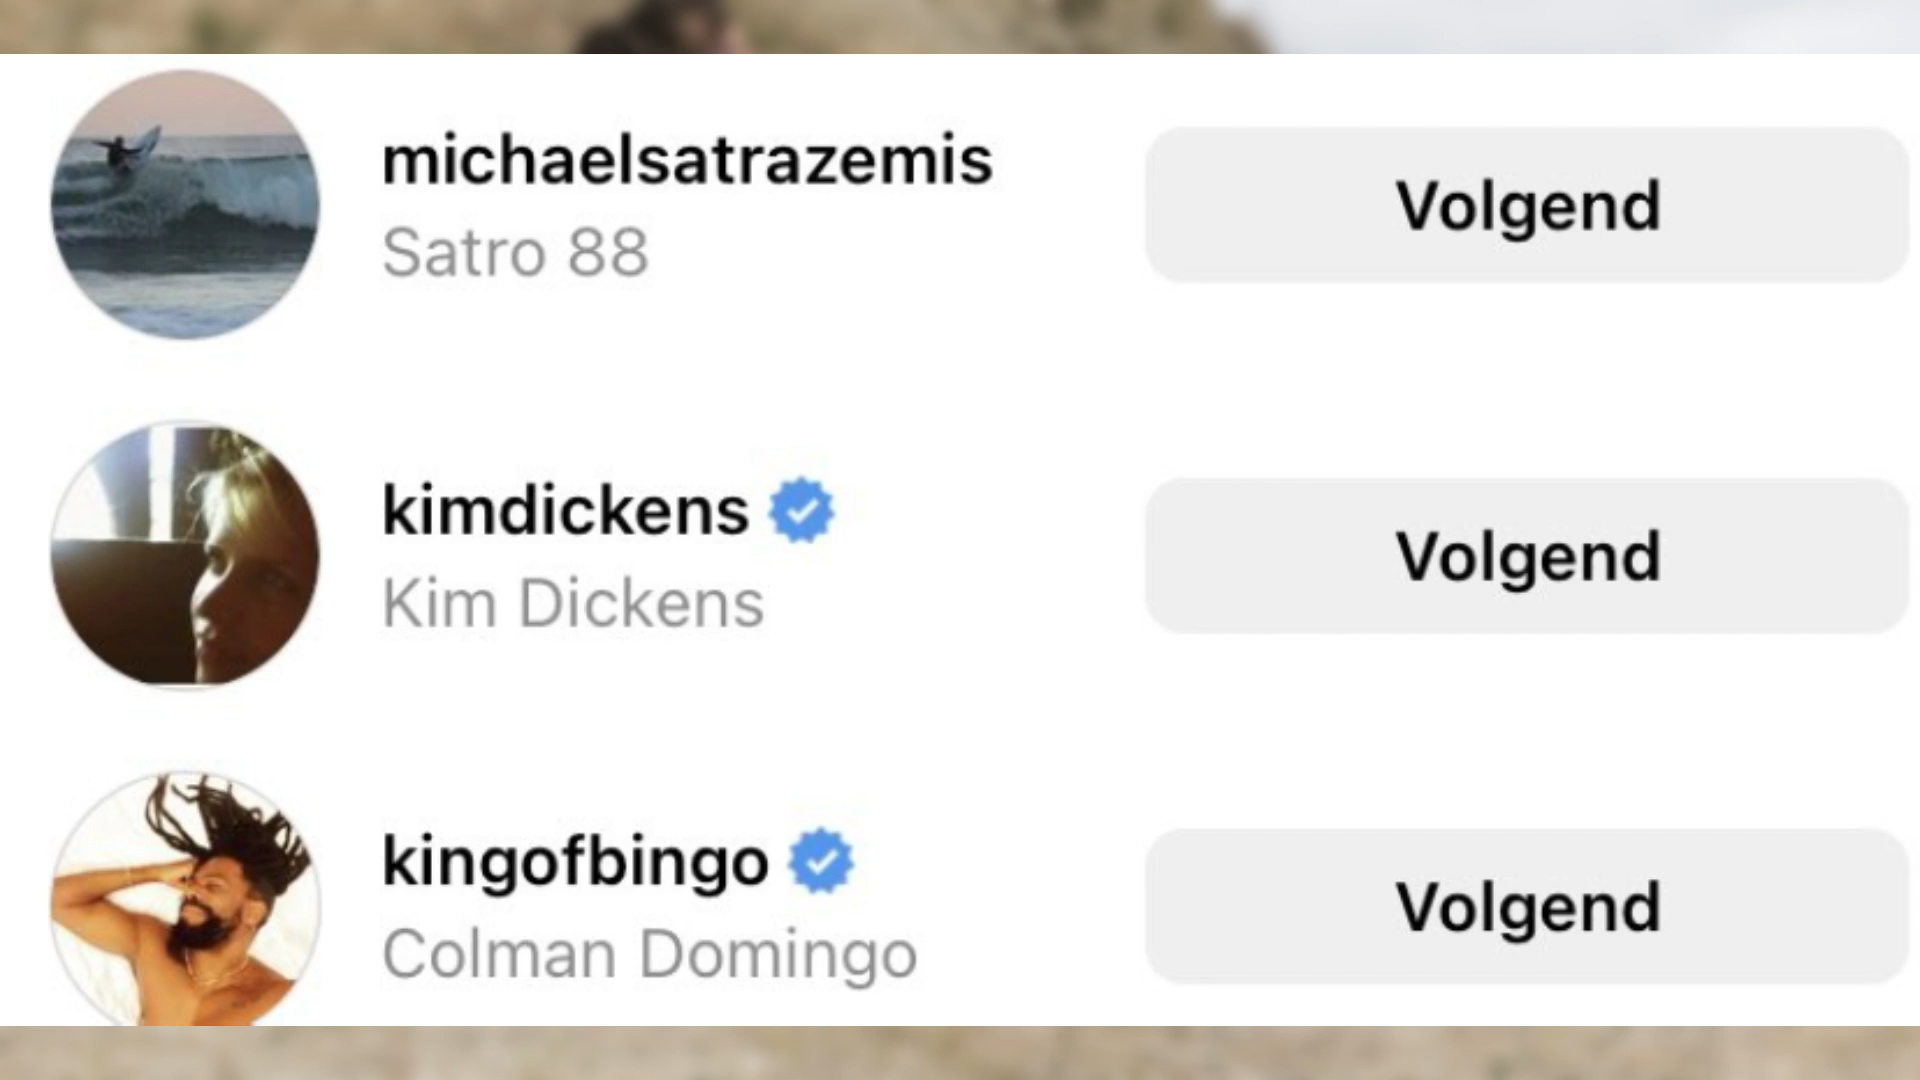 michaelsatrazemis
Satro 88
Volgend
kimdickens
Kim Dickens
Volgend
kingofbingo
Colman Domingo
Volgend